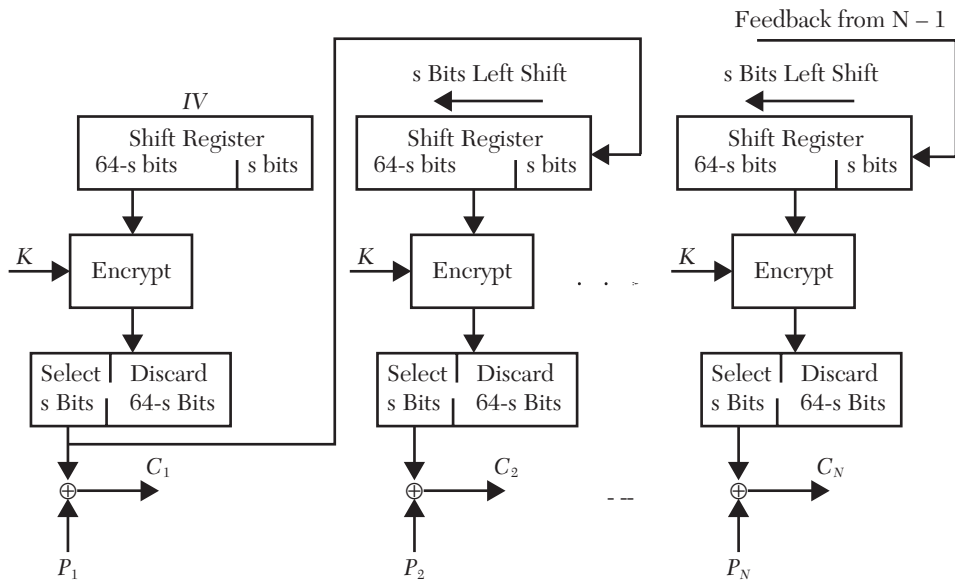 Feedback from N – 1
s Bits Left Shift
s Bits Left Shift
IV
Shift Register
64-s bits
s bits
Shift Register
64-s bits
s bits
Shift Register
64-s bits
s bits
K
Encrypt
K
Encrypt
. . .
K
Encrypt
Select
s Bits
Discard
64-s Bits
Select
s Bits
Discard
64-s Bits
Select
s Bits
Discard
64-s Bits
C1
C2
CN
P1
P2
PN